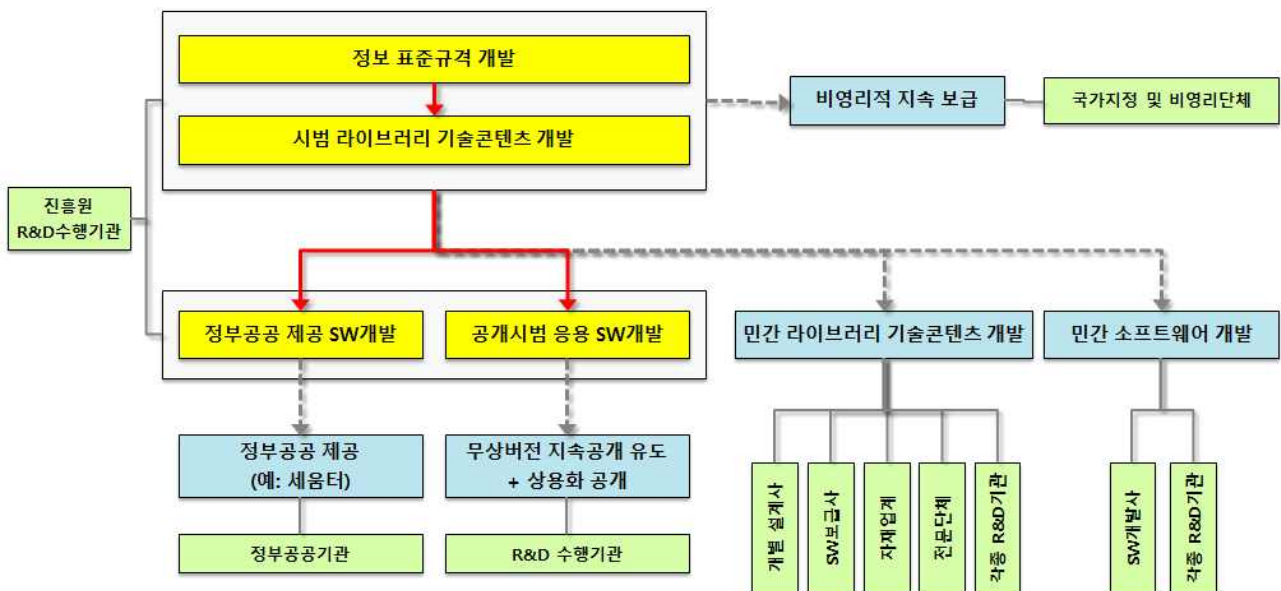 정보 표준규격 개발
시범 라이브러리 기술콘텐츠 개발
비영리적 지속 보급
국가지정 및 비영리단체
진흥원
R&D수행기관
정부공공 제공 SW개발
공개시범 응용 SW개발
민간 라이브러리 기술콘텐츠 개발
민간 소프트웨어 개발
정부공공 제공
(예: 세움터)
무상버전 지속공개 유도
+ 상용화 공개
정부공공기관
R&D 수행기관
개별 설계사
SW보급사
자재업계
전문단체
각종 R&D기관
SW개발사
각종 R&D기관